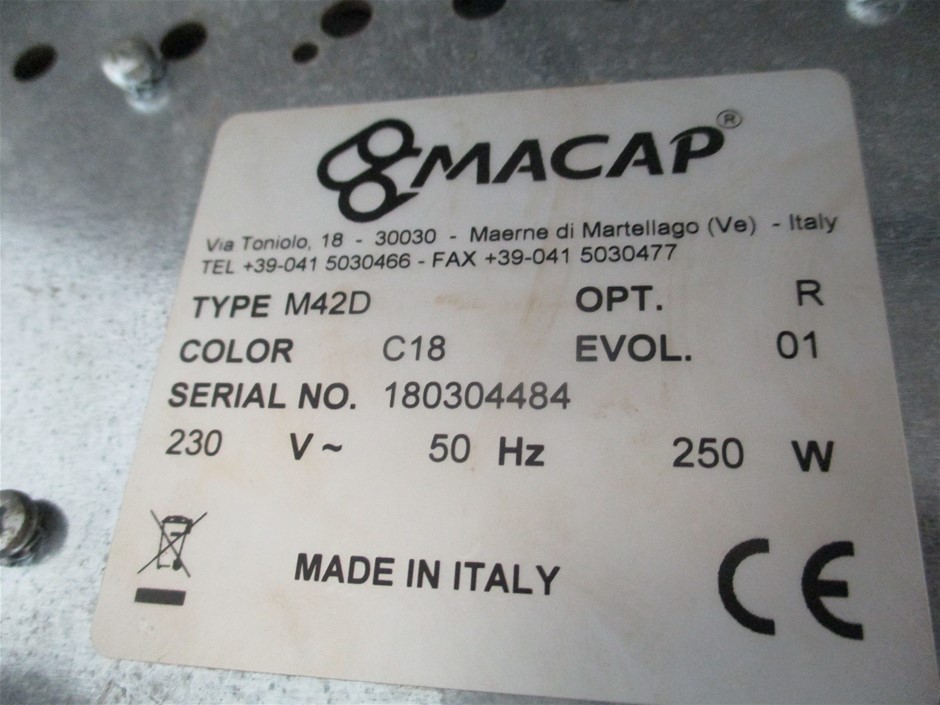 MACAP®
Via Toniolo, 18 - 30030 - Maerne di Martellago (Ve) - Italy
TEL +39-041 5030466 - FAX +39-041 5030477
TYPE M42D OPT. R
COLOR C18 EVOL. 01
SERIAL NO. 180304484
230 V~ 50 Hz 250 W
MADE IN ITALY CE